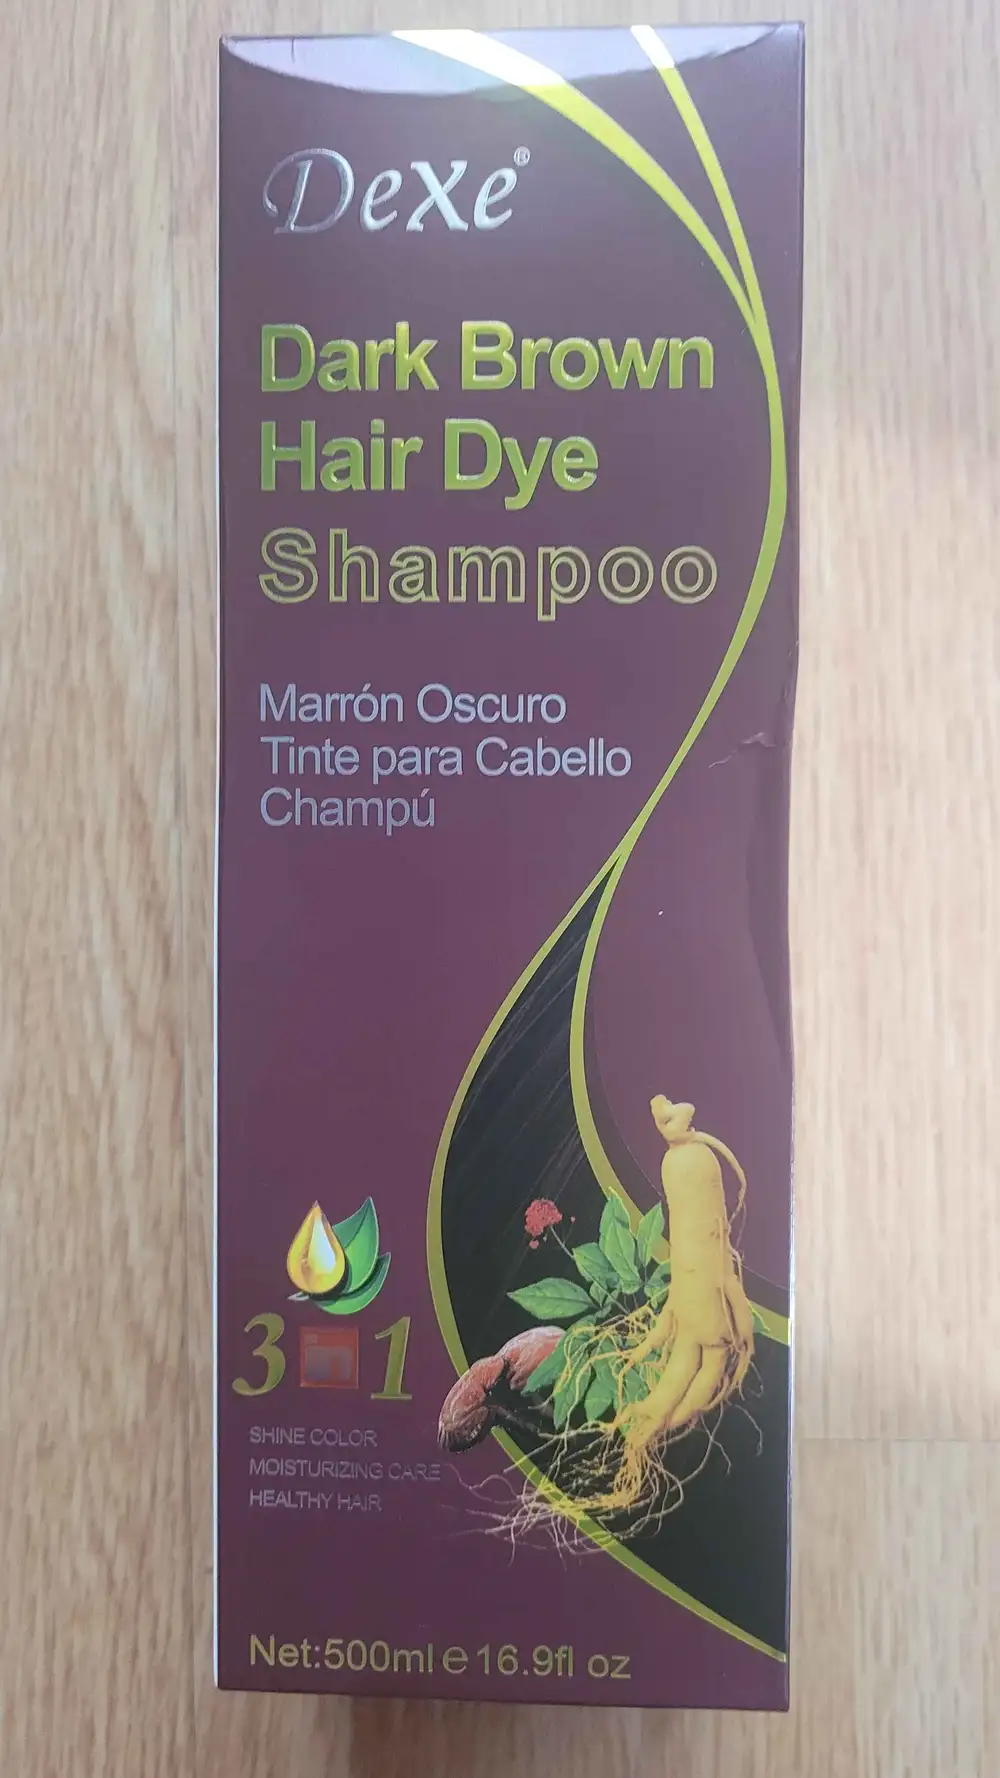 Dexe®
Dark Brown
Hair Dye
Shampoo
Marrón Oscuro
Tinte para Cabello
Champú
3 in 1
SHINE COLOR
MOISTURIZING CARE
HEALTHY HAIR
Net:500ml e 16.9fl oz